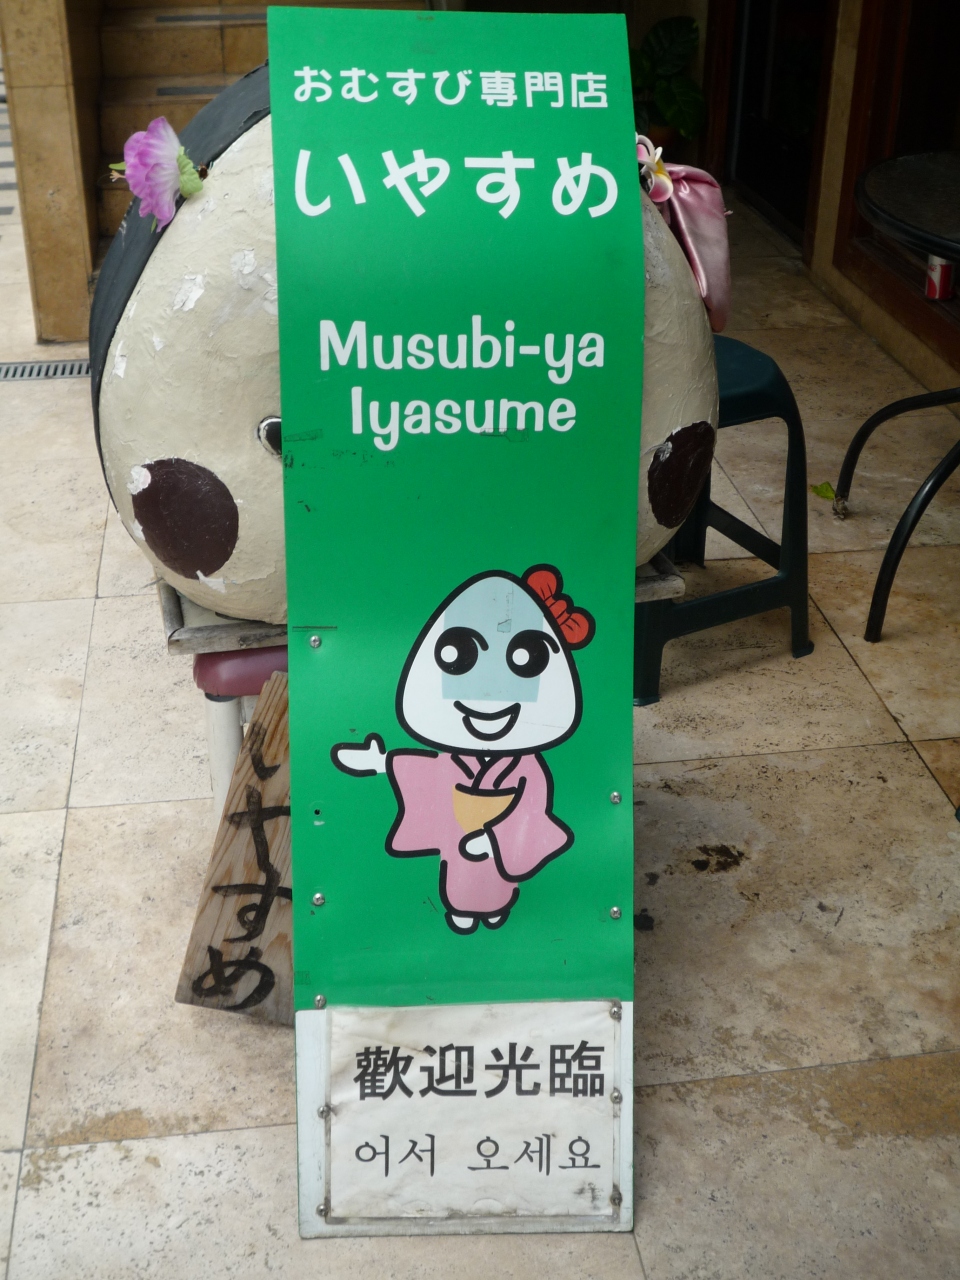 おむすび専門店
いやすめ
Musubi-ya
Iyasume
歡迎光臨
어서 오세요
いやすめ